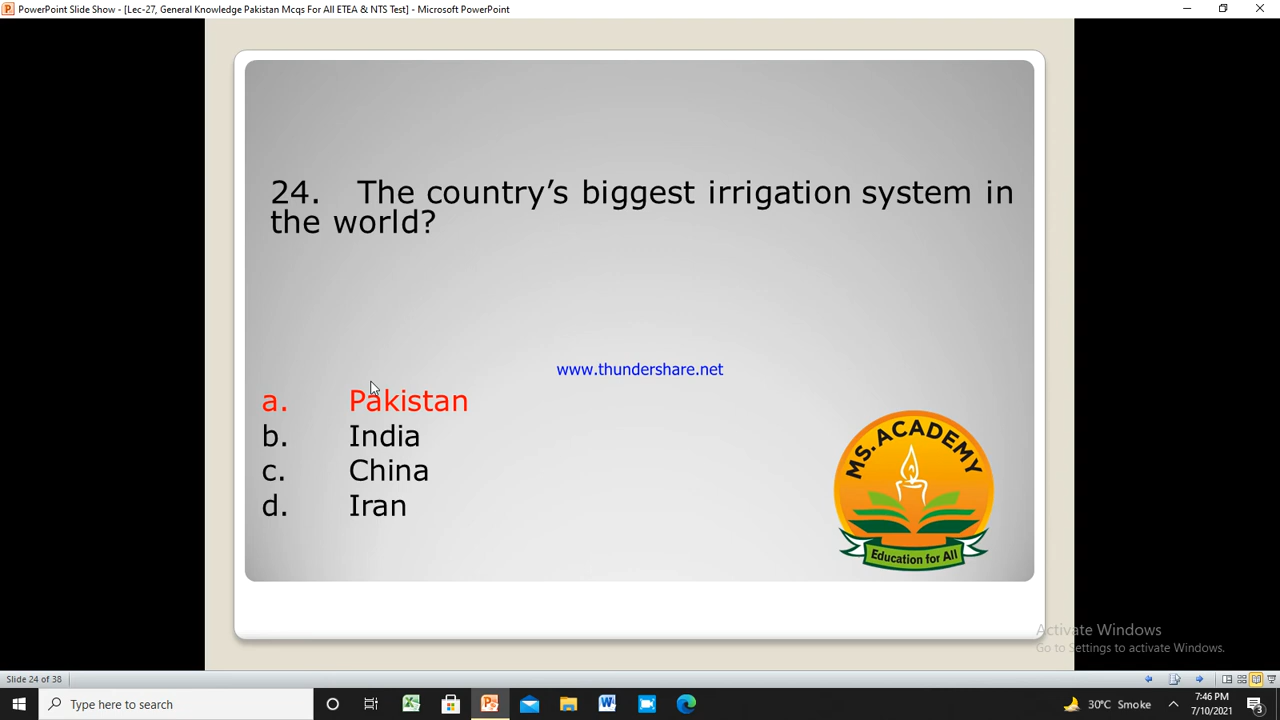 PowerPoint Slide Show - [Lec-27, General Knowledge Pakistan Mcqs For All ETEA & NTS Test] - Microsoft PowerPoint
24. The country’s biggest irrigation system in
the world?
www.thundershare.net
a. Pakistan
b. India
c. China
d. Iran
MS. ACADEMY
Education for All
Activate Windows
Go to Settings to activate Windows.
Slide 24 of 38
Type here to search
30°C Smoke
7:46 PM
7/10/2021
3